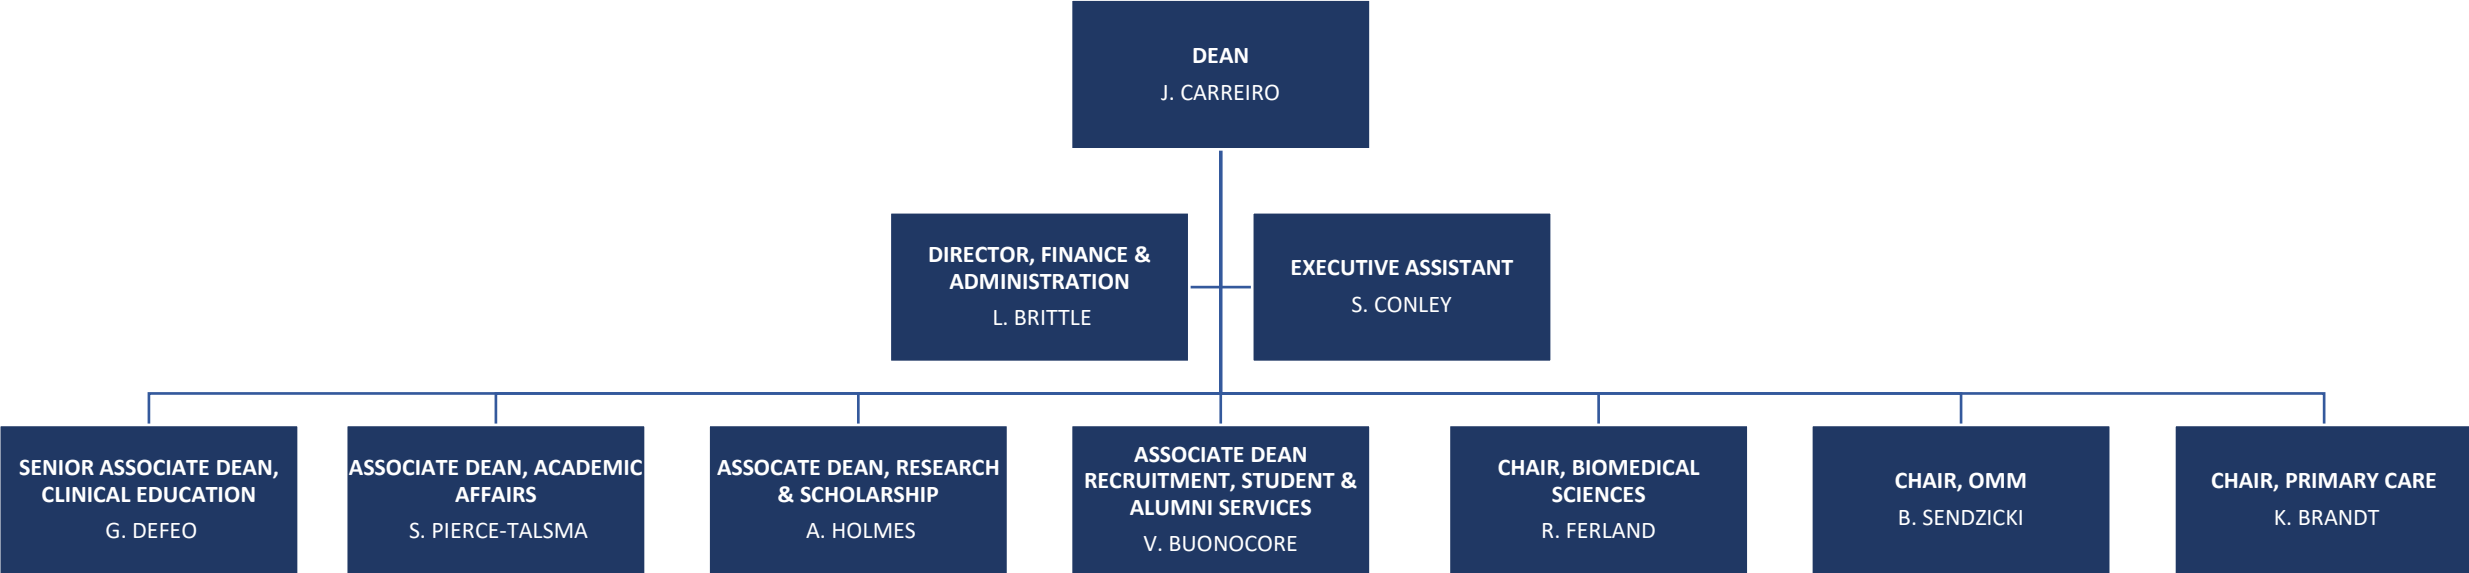 DEAN
J. CARREIRO
DIRECTOR, FINANCE &
ADMINISTRATION
L. BRITTLE
EXECUTIVE ASSISTANT
S. CONLEY
SENIOR ASSOCIATE DEAN,
CLINICAL EDUCATION
G. DEFEO
ASSOCIATE DEAN, ACADEMIC
AFFAIRS
S. PIERCE-TALSMA
ASSOCATE DEAN, RESEARCH
& SCHOLARSHIP
A. HOLMES
ASSOCIATE DEAN
RECRUITMENT, STUDENT &
ALUMNI SERVICES
V. BUONOCORE
CHAIR, BIOMEDICAL
SCIENCES
R. FERLAND
CHAIR, OMM
B. SENDZICKI
CHAIR, PRIMARY CARE
K. BRANDT